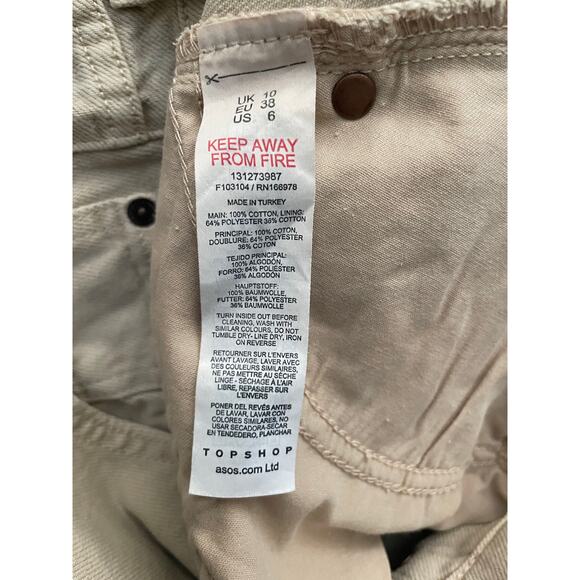 UK 10
EU 38
US 6
KEEP AWAY
FROM FIRE
131273987
F103104 / RN166978
MADE IN TURKEY
MAIN: 100% COTTON, LINING:
64% POLYESTER 36% COTTON
PRINCIPAL: 100% COTON,
DOUBLURE: 64% POLYESTER
36% COTON
TEJIDO PRINCIPAL:
100% ALGODÓN,
FORRO: 64% POLIÉSTER
36% ALGODÓN
HAUPTSTOFF:
100% BAUMWOLLE,
FUTTER: 64% POLYESTER
36% BAUMWOLLE
TURN INSIDE OUT BEFORE
CLEANING, WASH WITH
SIMILAR COLOURS, DO NOT
TUMBLE DRY- LINE DRY, IRON
ON REVERSE
RETOURNER SUR L'ENVERS
AVANT LAVAGE, LAVER AVEC
DES COULEURS SIMILAIRES,
NE PAS METTRE AU SÈCHE
LINGE - SÉCHAGE À L'AIR
LIBRE, REPASSER SUR
L'ENVERS
PONER DEL REVÉS ANTES
DE LAVAR, LAVAR CON
COLORES SIMILARES, NO
USAR SECADORA-SECAR
EN TENDEDERO, PLANCHAR
TOPSHOP
asos.com Ltd